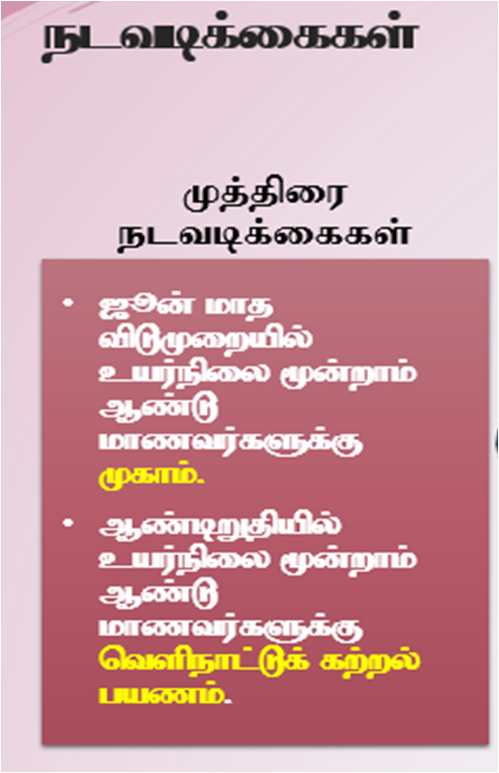 நடவடிக்கைகள்
முத்திரை
நடவடிக்கைகள்
• ஜூன் மாத
விடுமுறையில்
உயர்நிலை மூன்றாம்
ஆண்டு
மாணவர்களுக்கு
முகாம்.
• ஆண்டிறுதியில்
உயர்நிலை மூன்றாம்
ஆண்டு
மாணவர்களுக்கு
வெளிநாட்டுக் கற்றல்
பயணம்.